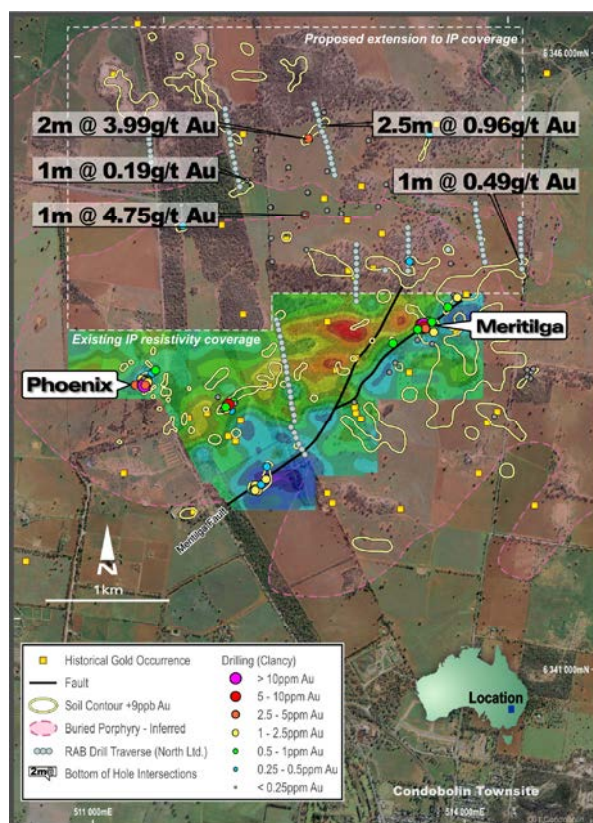 Proposed extension to IP coverage
6 346 000mN
2m @ 3.99g/t Au
2.5m @ 0.96g/t Au
1m @ 0.19g/t Au
1m @ 0.49g/t Au
1m @ 4.75g/t Au
Existing IP resistivity coverage
Meritilga
Phoenix
Meritilga Fault
N
1km
Historical Gold Occurrence
Fault
Soil Contour +9ppb Au
Buried Porphyry - Inferred
RAB Drill Traverse (North Ltd.)
2m@
Bottom of Hole Intersections
Drilling (Clancy)
> 10ppm Au
5 - 10ppm Au
2.5 - 5ppm Au
1 - 2.5ppm Au
0.5 - 1ppm Au
0.25 - 0.5ppm Au
< 0.25ppm Au
6 341 000mN
Location
Condobolin Townsite
511 000mE
514 000mE